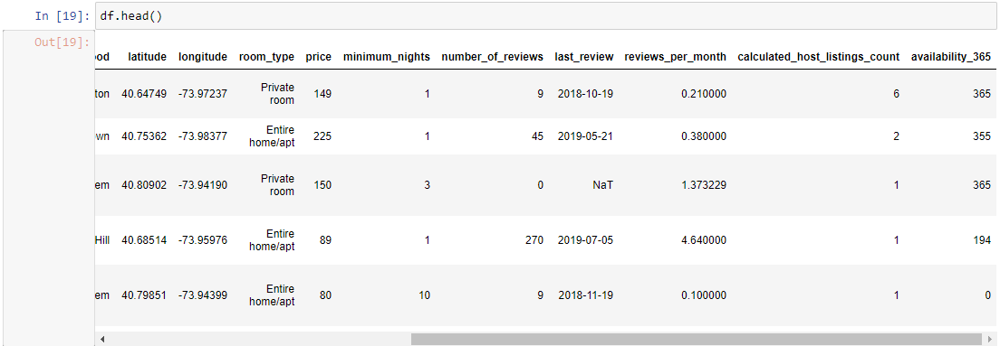 In [19]: df.head()
Out[19]:
ood latitude longitude room_type price minimum_nights number_of_reviews last_review reviews_per_month calculated_host_listings_count availability_365
ton 40.64749 -73.97237 Private room 149 1 9 2018-10-19 0.210000 6 365
own 40.75362 -73.98377 Entire home/apt 225 1 45 2019-05-21 0.380000 2 355
em 40.80902 -73.94190 Private room 150 3 0 NaT 1.373229 1 365
Hill 40.68514 -73.95976 Entire home/apt 89 1 270 2019-07-05 4.640000 1 194
em 40.79851 -73.94399 Entire home/apt 80 10 9 2018-11-19 0.100000 1 0